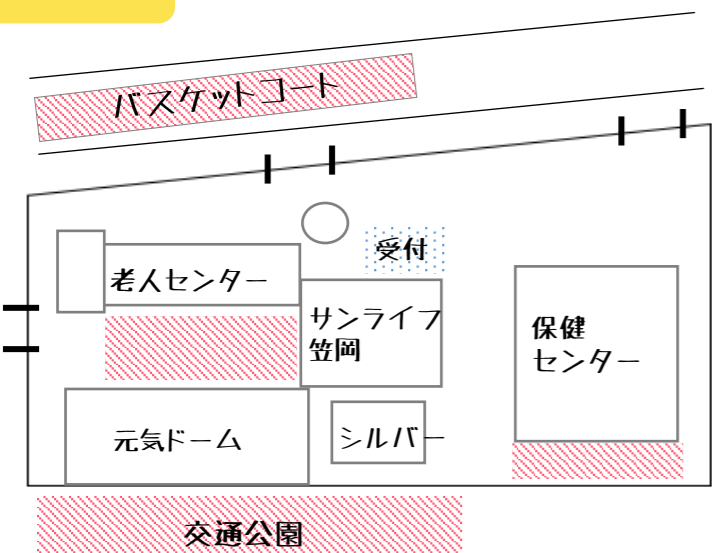 バスケットコート
受付
老人センター
サンライフ
笠岡
保健
センター
元気ドーム
シルバー
交通公園